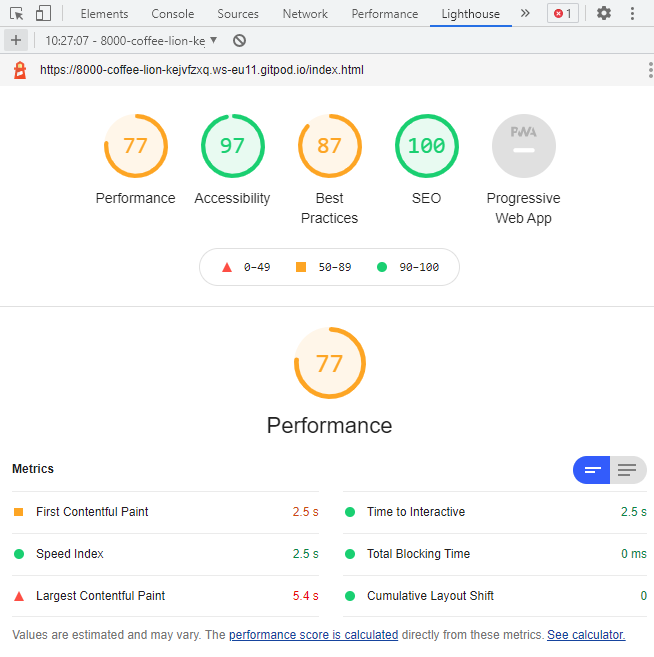 Elements Console Sources Network Performance Lighthouse » 1
+ 10:27:07 - 8000-coffee-lion-ke
https://8000-coffee-lion-kejvfzxq.ws-eu11.gitpod.io/index.html
77 97 87 100 PWA
Performance Accessibility Best Practices SEO Progressive Web App
0–49 50–89 90–100
77
Performance
Metrics
First Contentful Paint 2.5 s Time to Interactive 2.5 s
Speed Index 2.5 s Total Blocking Time 0 ms
Largest Contentful Paint 5.4 s Cumulative Layout Shift 0
Values are estimated and may vary. The performance score is calculated directly from these metrics. See calculator.